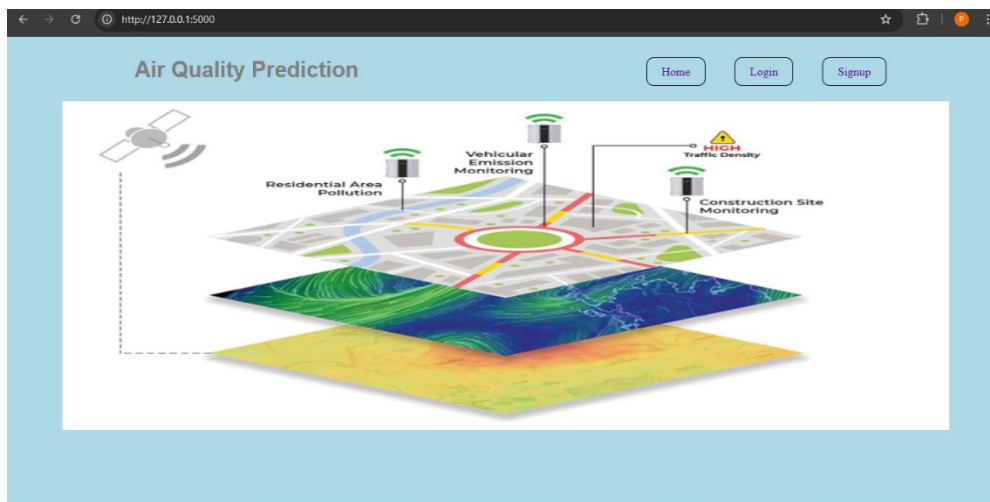 http://127.0.0.1:5000
P
Air Quality Prediction
Home
Login
Signup
Vehicular
Emission
Monitoring
HIGH
Traffic Density
Residential Area
Pollution
Construction Site
Monitoring